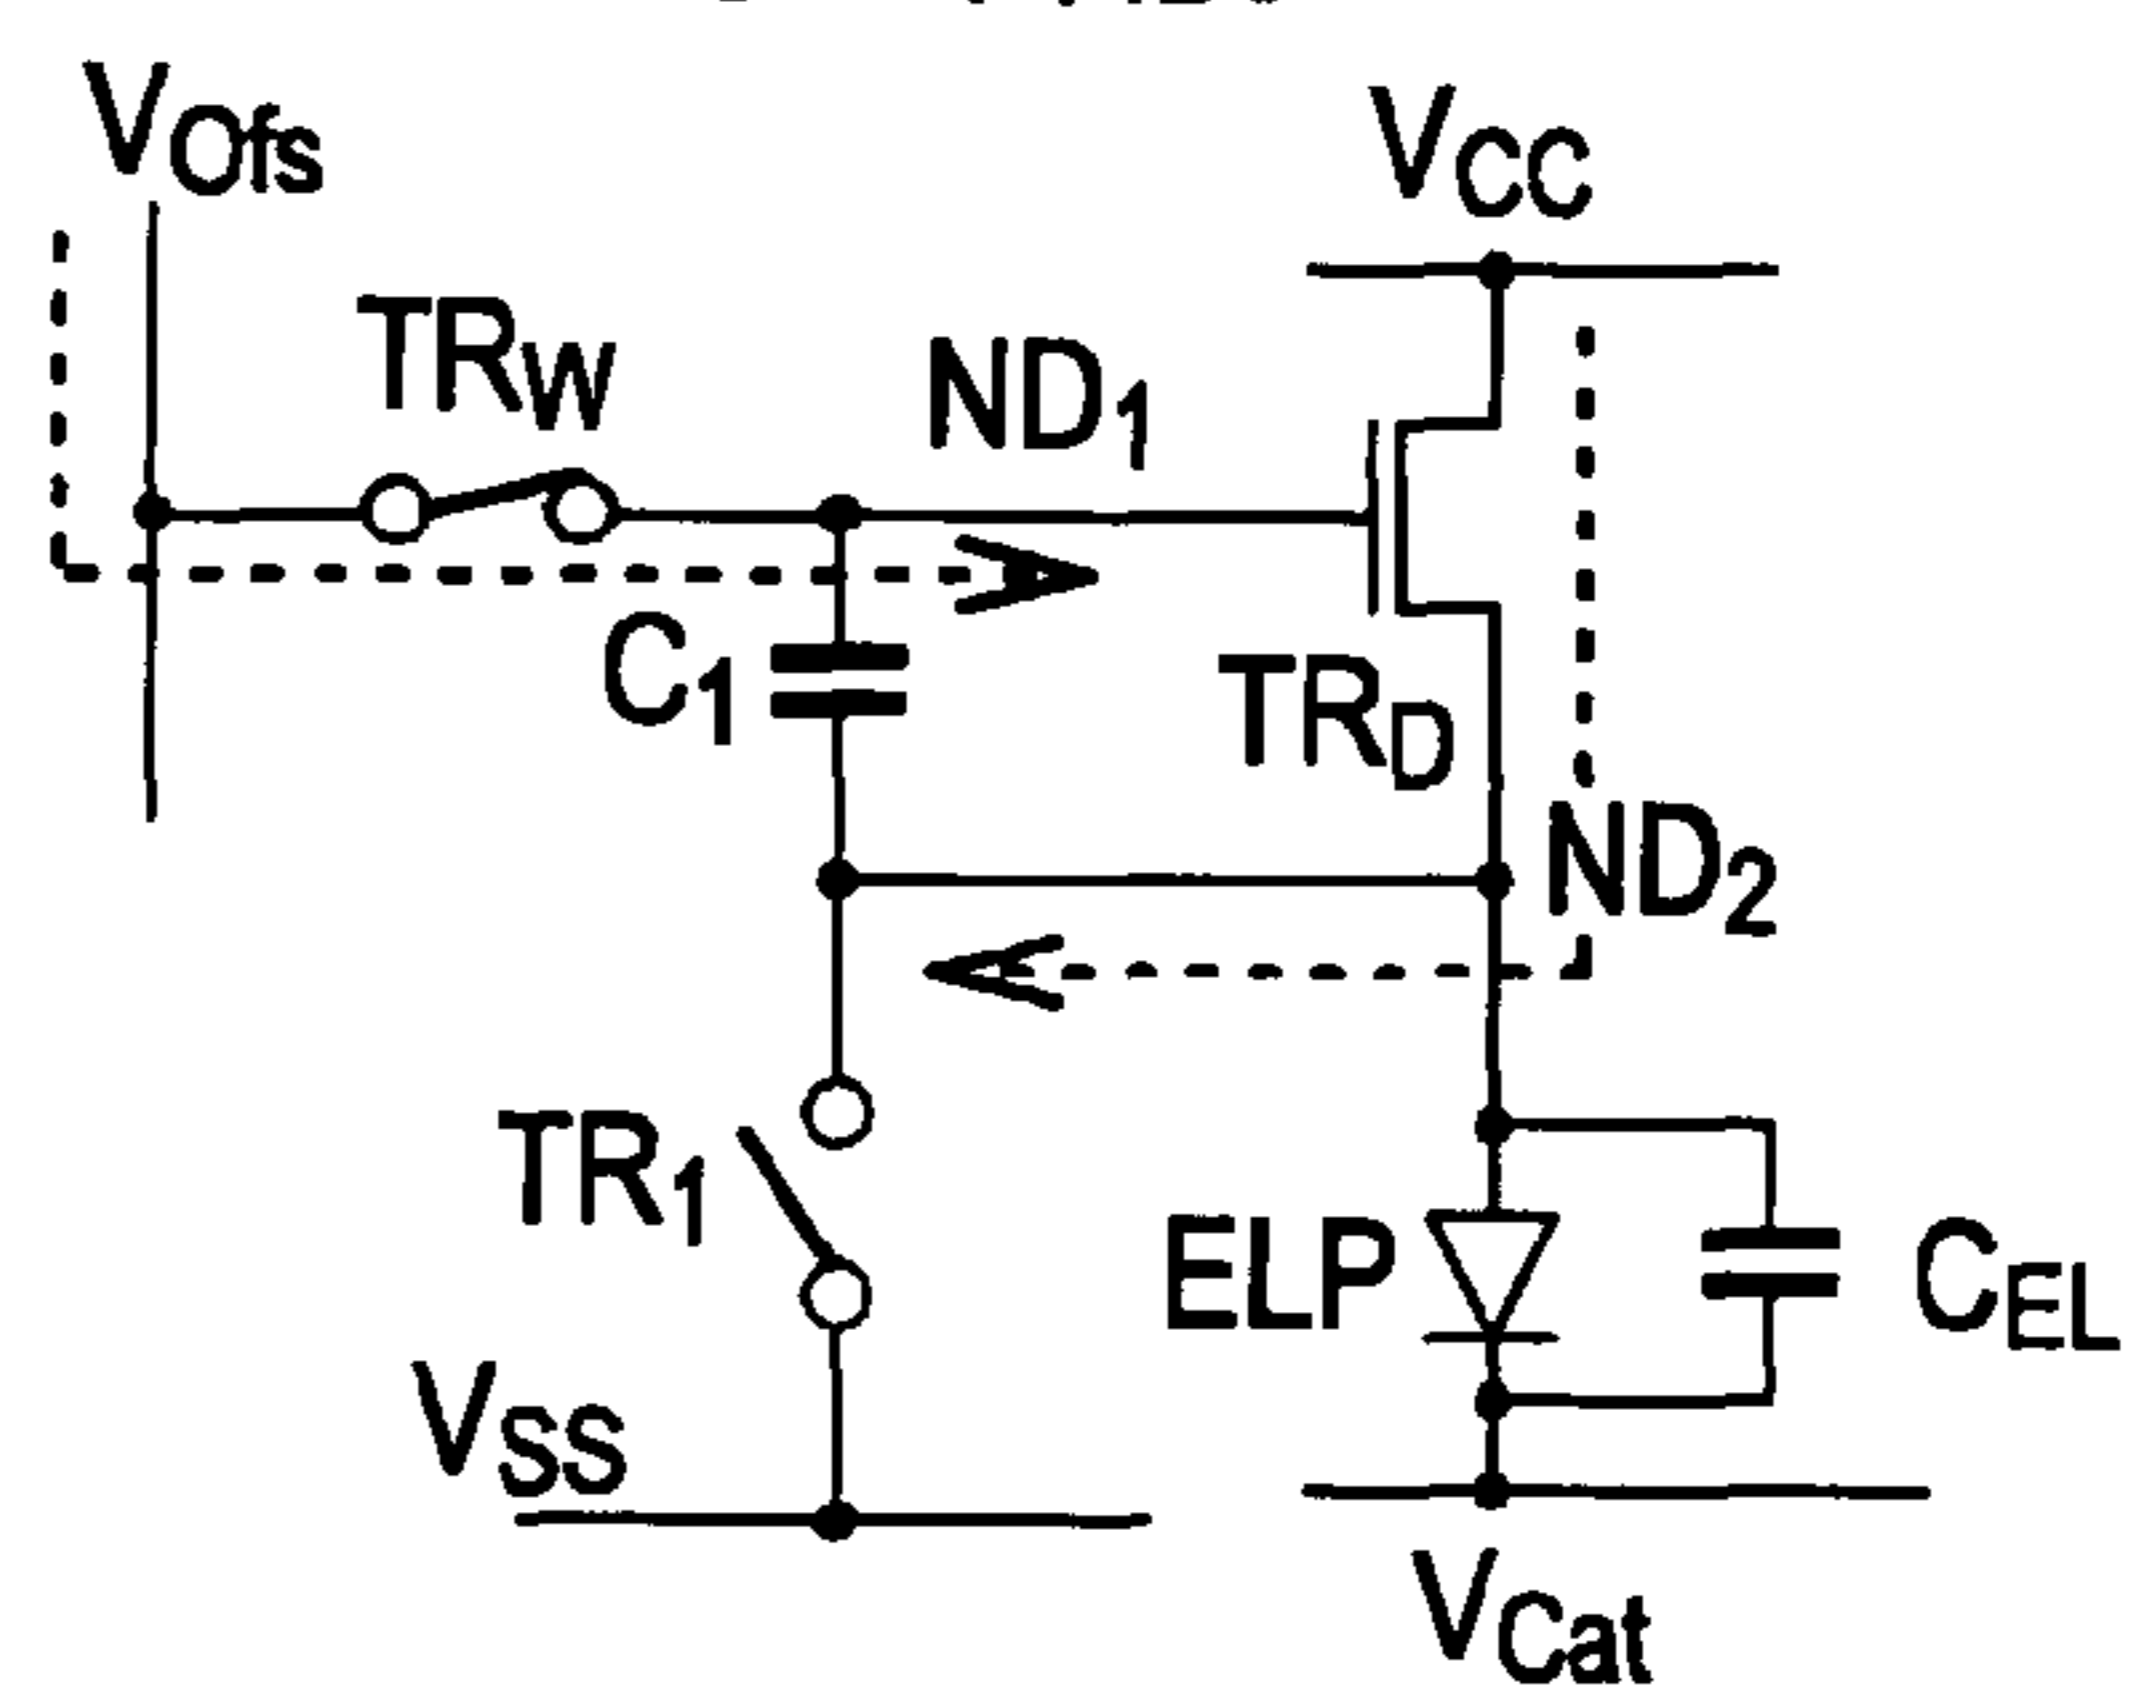 VOfs
VCC
TRW
ND1
C1
TRD
ND2
TR1
ELP
CEL
VSS
VCat